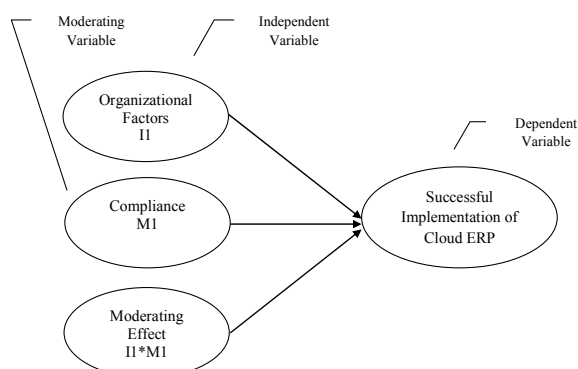 Moderating
Variable
Independent
Variable
Organizational
Factors
I1
Dependent
Variable
Compliance
M1
Successful
Implementation of
Cloud ERP
Moderating
Effect
I1*M1